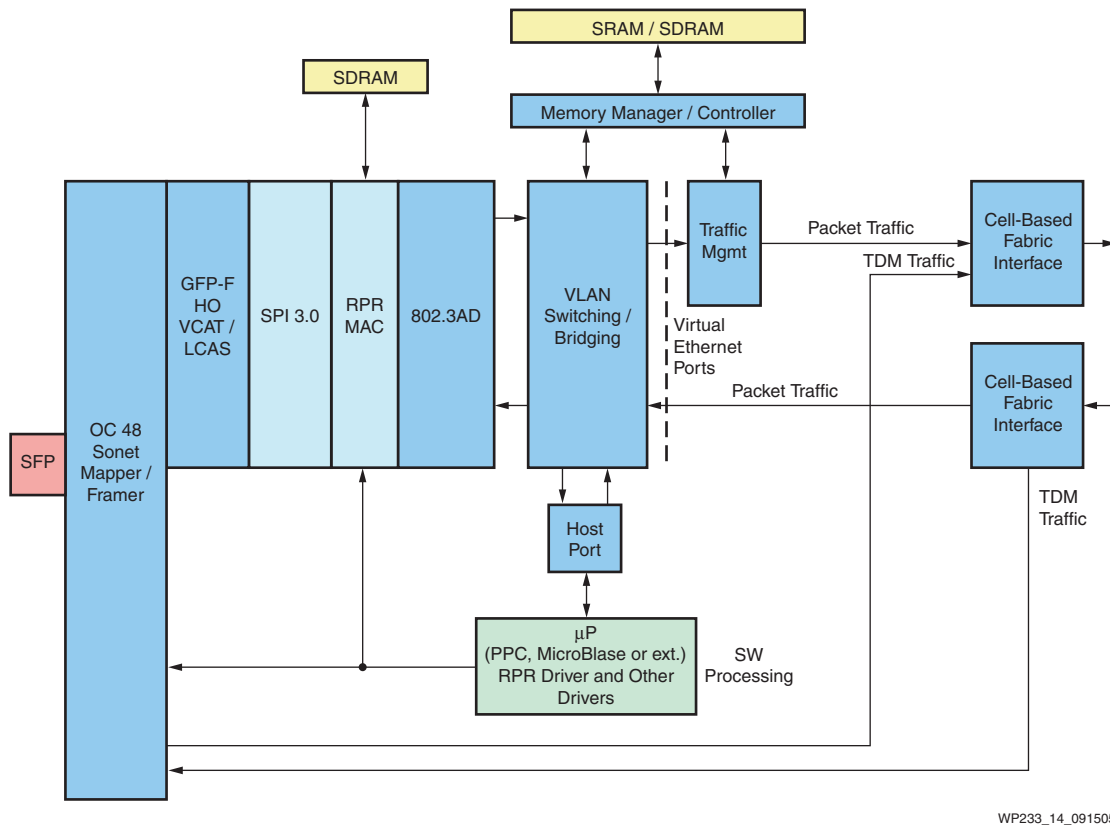 SRAM / SDRAM
SDRAM
Memory Manager / Controller
GFP-F
HO
VCAT /
LCAS
SPI 3.0
RPR
MAC
802.3AD
VLAN
Switching /
Bridging
Virtual
Ethernet
Ports
Traffic
Mgmt
Packet Traffic
TDM Traffic
Cell-Based
Fabric
Interface
Packet Traffic
Cell-Based
Fabric
Interface
SFP
OC 48
Sonet
Mapper /
Framer
TDM
Traffic
Host
Port
µP
(PPC, MicroBlase or ext.)
RPR Driver and Other
Drivers
SW
Processing
WP233_14_091505